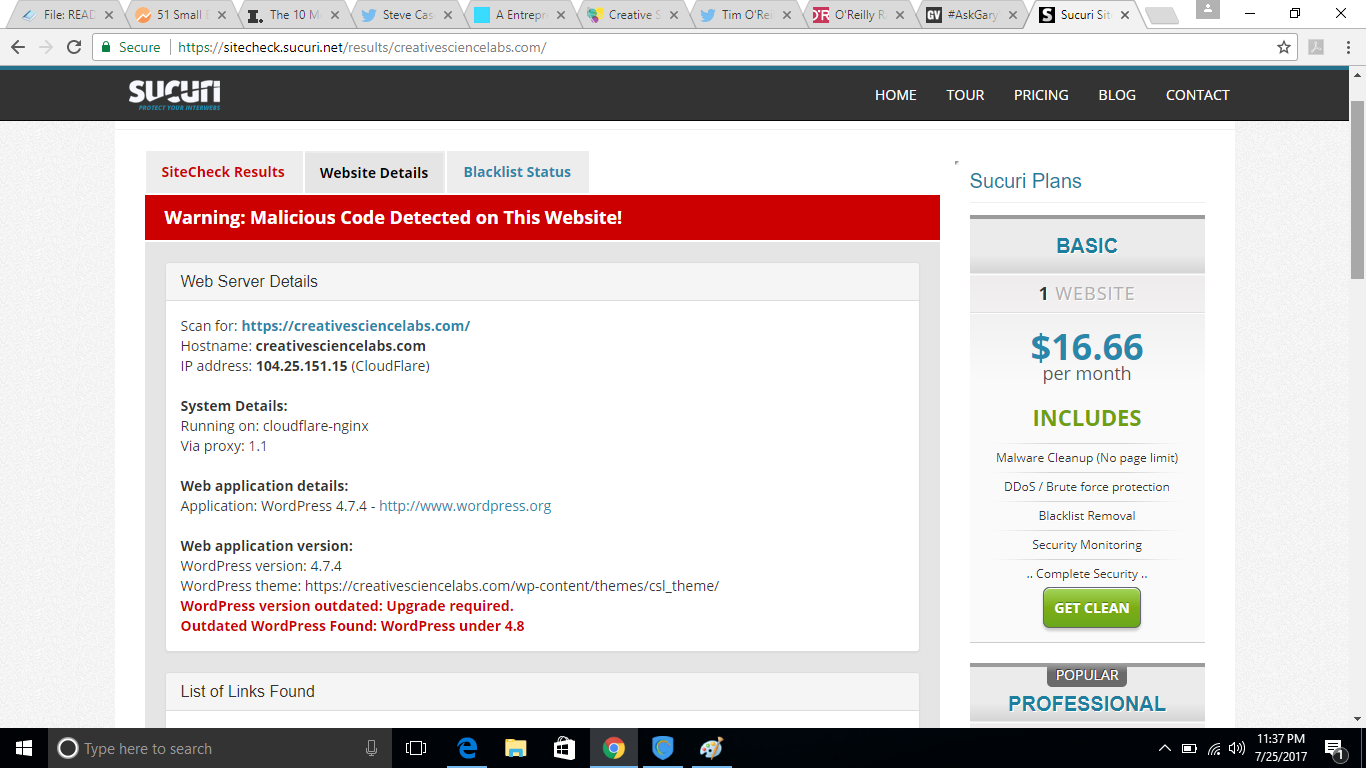 File: READ
51 Small
The 10 M
Steve Cas
A Entrepr
Creative S
Tim O'Rei
O'R
O'Reilly R
GV
#AskGary
S
Sucuri Sit
Secure
https://sitecheck.sucuri.net/results/creativesciencelabs.com/
sucuri
PROTECT YOUR INTERWEBS
HOME TOUR PRICING BLOG CONTACT
SiteCheck Results Website Details Blacklist Status
Warning: Malicious Code Detected on This Website!
Web Server Details
Scan for: https://creativesciencelabs.com/
Hostname: creativesciencelabs.com
IP address: 104.25.151.15 (CloudFlare)
System Details:
Running on: cloudflare-nginx
Via proxy: 1.1
Web application details:
Application: WordPress 4.7.4 - http://www.wordpress.org
Web application version:
WordPress version: 4.7.4
WordPress theme: https://creativesciencelabs.com/wp-content/themes/csl_theme/
WordPress version outdated: Upgrade required.
Outdated WordPress Found: WordPress under 4.8
List of Links Found
Sucuri Plans
BASIC
1 WEBSITE
$16.66
per month
INCLUDES
Malware Cleanup (No page limit)
DDoS / Brute force protection
Blacklist Removal
Security Monitoring
.. Complete Security ..
GET CLEAN
POPULAR
PROFESSIONAL
Type here to search
11:37 PM
7/25/2017
1